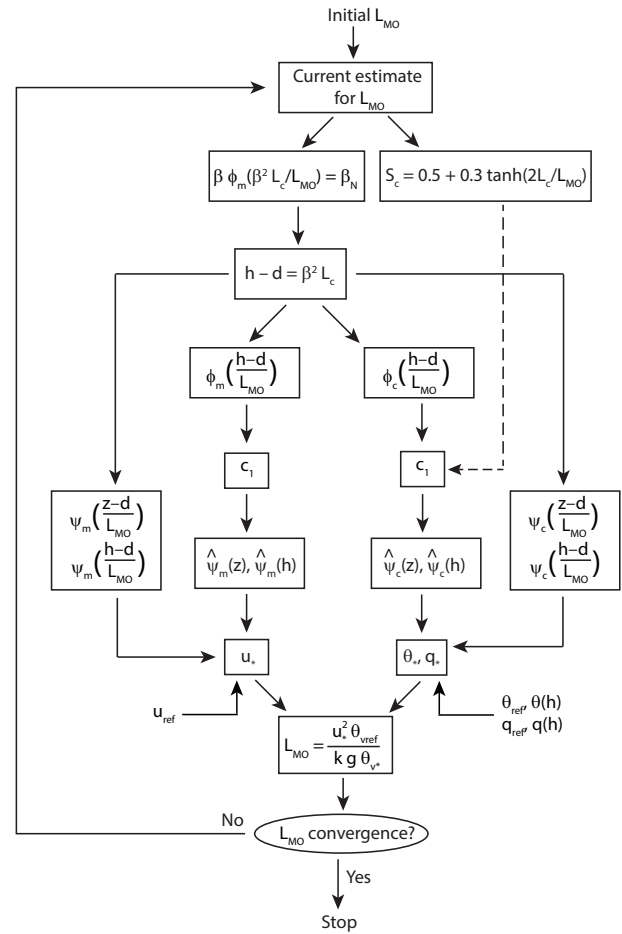 Initial L_MO
Current estimate
for L_MO
β ϕ_m(β² L_c/L_MO) = β_N
S_c = 0.5 + 0.3 tanh(2L_c/L_MO)
h – d = β² L_c
ϕ_m((h–d)/L_MO)
ϕ_c((h–d)/L_MO)
c_1
c_1
ψ_m((z–d)/L_MO)
ψ_m((h–d)/L_MO)
ψ̂_m(z), ψ̂_m(h)
ψ̂_c(z), ψ̂_c(h)
ψ_c((z–d)/L_MO)
ψ_c((h–d)/L_MO)
u_*
θ_*, q_*
u_ref
θ_ref, θ(h)
q_ref, q(h)
L_MO = (u_*² θ_vref)/(k g θ_v*)
No
L_MO convergence?
Yes
Stop